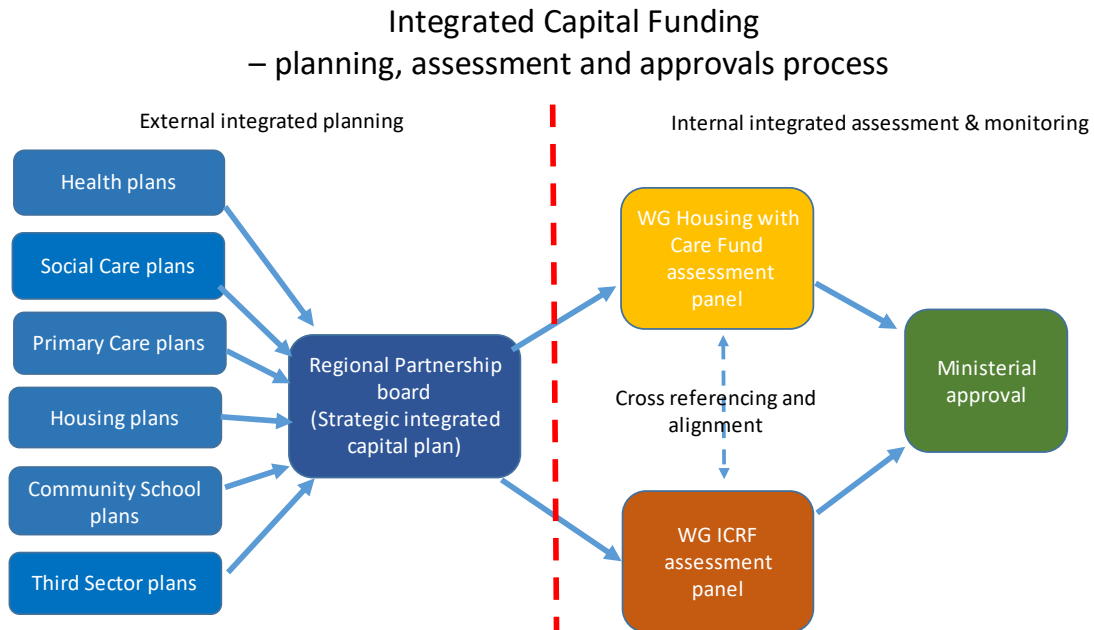 Integrated Capital Funding
– planning, assessment and approvals process
External integrated planning
Internal integrated assessment & monitoring
Health plans
Social Care plans
Primary Care plans
Housing plans
Community School
plans
Third Sector plans
Regional Partnership
board
(Strategic integrated
capital plan)
WG Housing with
Care Fund
assessment
panel
Cross referencing and
alignment
WG ICRF
assessment
panel
Ministerial
approval